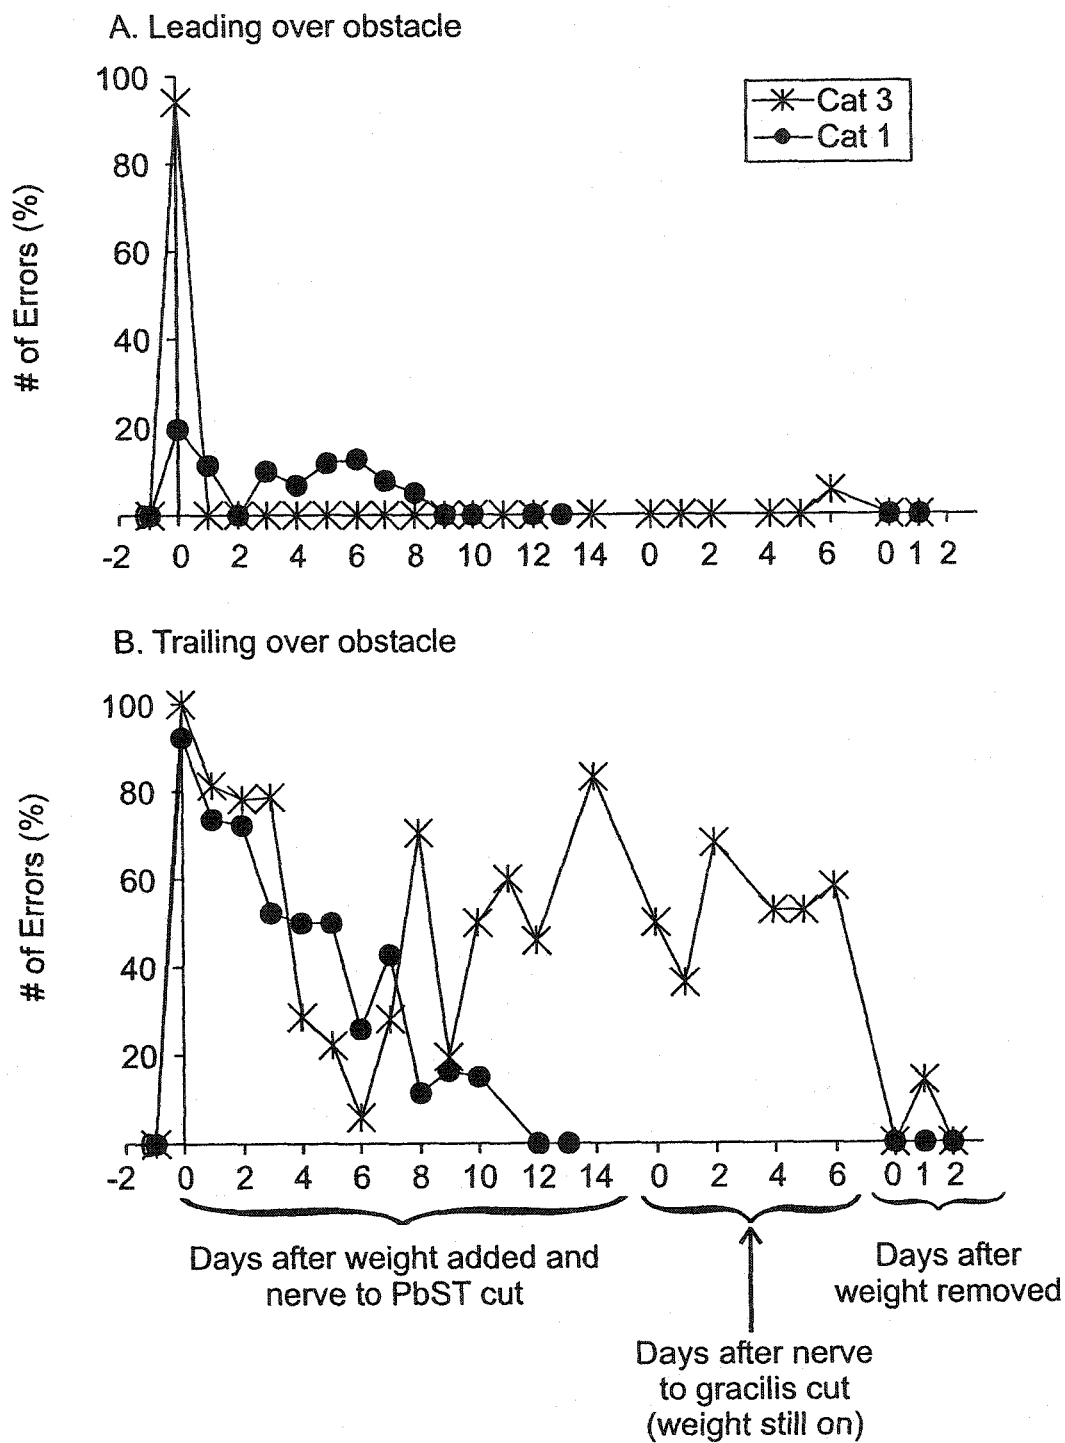 A. Leading over obstacle
100
80
60
40
20
# of Errors (%)
Cat 3
Cat 1
-2 0 2 4 6 8 10 12 14 0 2 4 6 0 1 2
B. Trailing over obstacle
100
80
60
40
20
# of Errors (%)
-2 0 2 4 6 8 10 12 14 0 2 4 6 0 1 2
Days after weight added and
nerve to PbST cut
Days after
weight removed
Days after nerve
to gracilis cut
(weight still on)